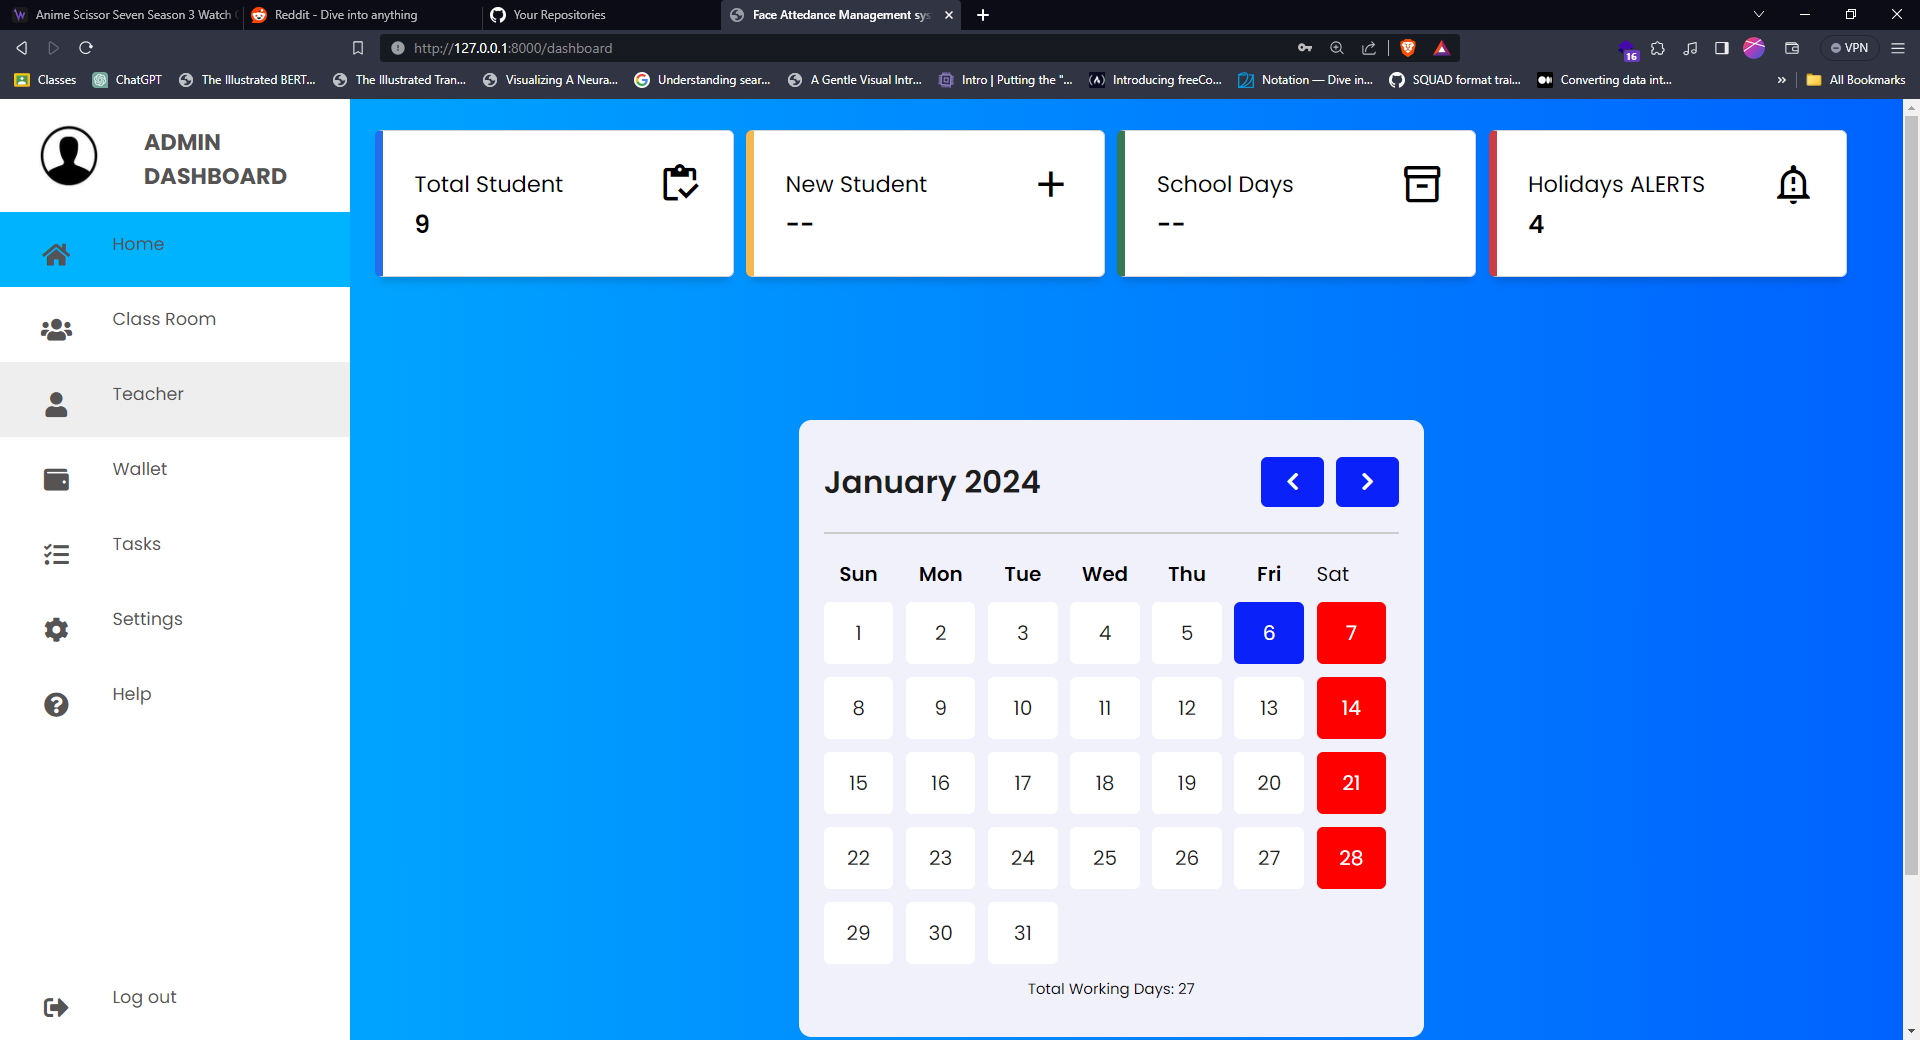 Anime Scissor Seven Season 3 Watch
Reddit - Dive into anything
Your Repositories
Face Attedance Management sys
http://127.0.0.1:8000/dashboard
16
VPN
Classes
ChatGPT
The Illustrated BERT...
The Illustrated Tran...
Visualizing A Neura...
Understanding sear...
A Gentle Visual Intr...
Intro | Putting the "...
Introducing freeCo...
Notation — Dive in...
SQUAD format trai...
Converting data int...
All Bookmarks
ADMIN
DASHBOARD
Home
Class Room
Teacher
Wallet
Tasks
Settings
Help
Log out
Total Student
9
New Student
--
School Days
--
Holidays ALERTS
4
January 2024
Sun Mon Tue Wed Thu Fri Sat
1 2 3 4 5 6 7
8 9 10 11 12 13 14
15 16 17 18 19 20 21
22 23 24 25 26 27 28
29 30 31
Total Working Days: 27